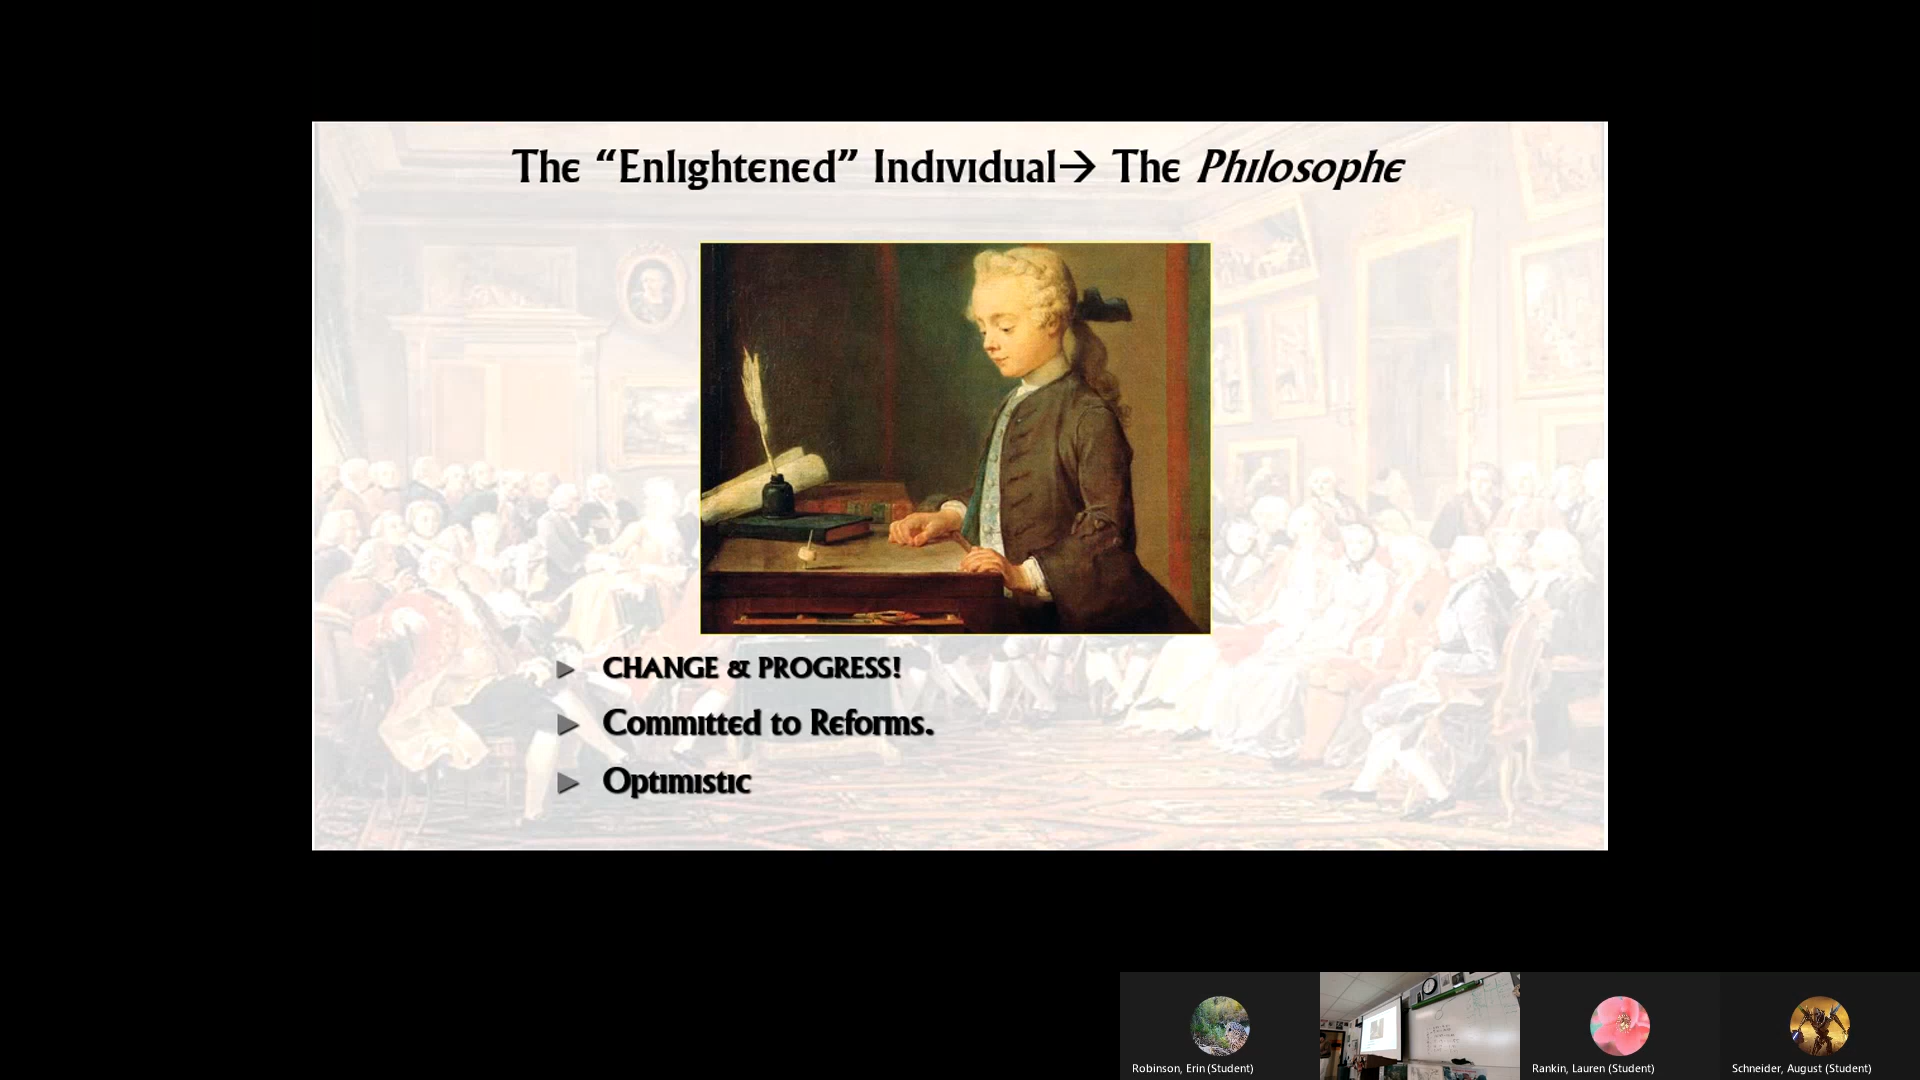 The “Enlightened” Individual→ The Philosophe
► CHANGE & PROGRESS!
► Committed to Reforms.
► Optimistic
Robinson, Erin (Student)
Rankin, Lauren (Student)
Schneider, August (Student)